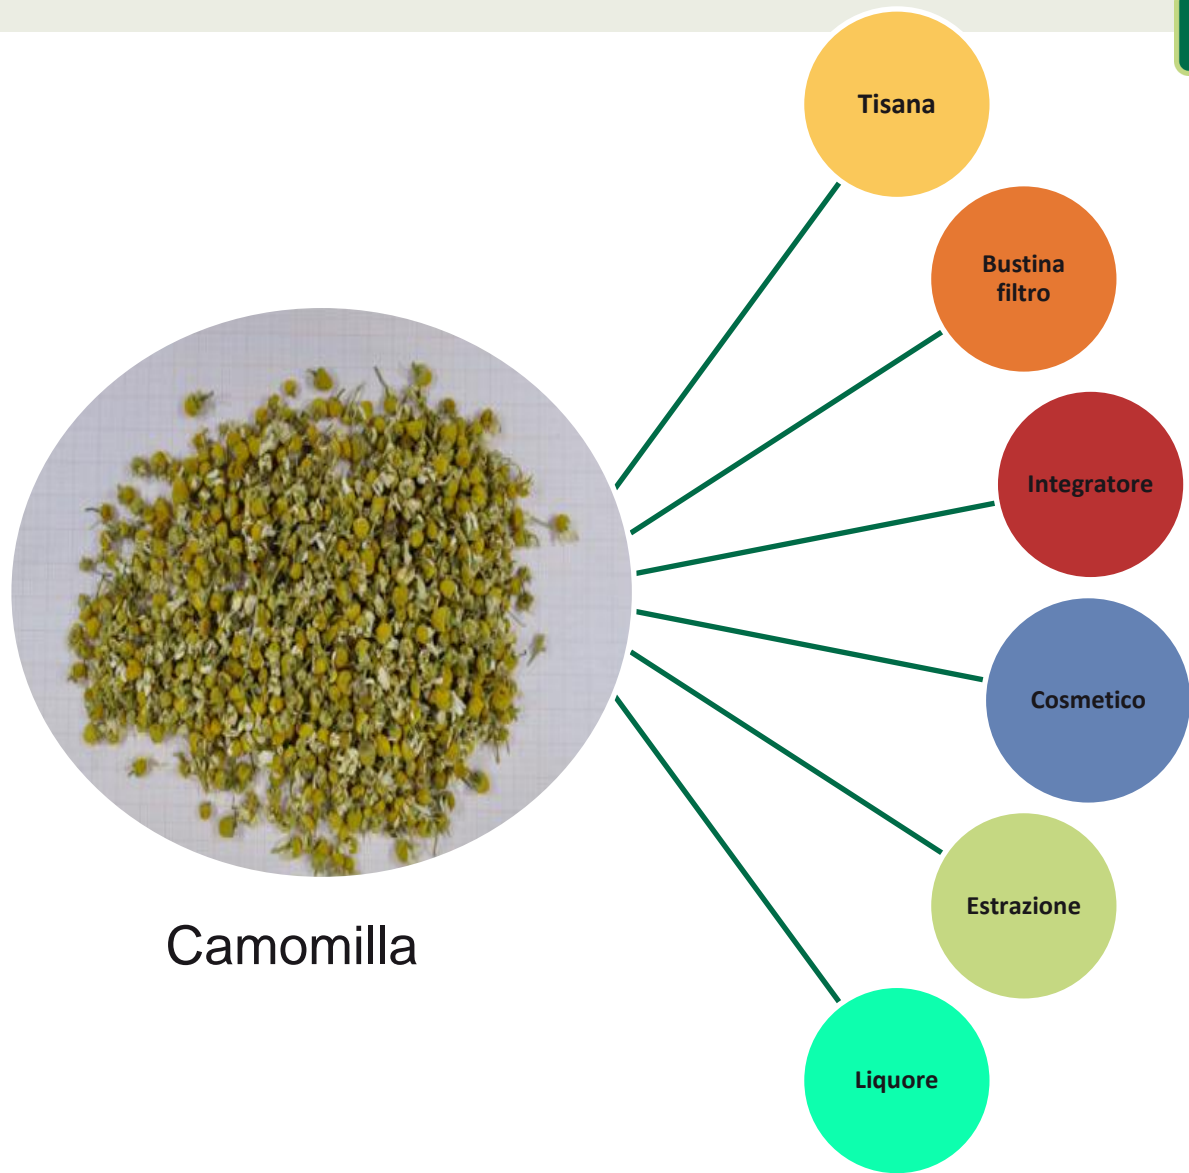 Tisana
Bustina
filtro
Integratore
Cosmetico
Estrazione
Camomilla
Liquore